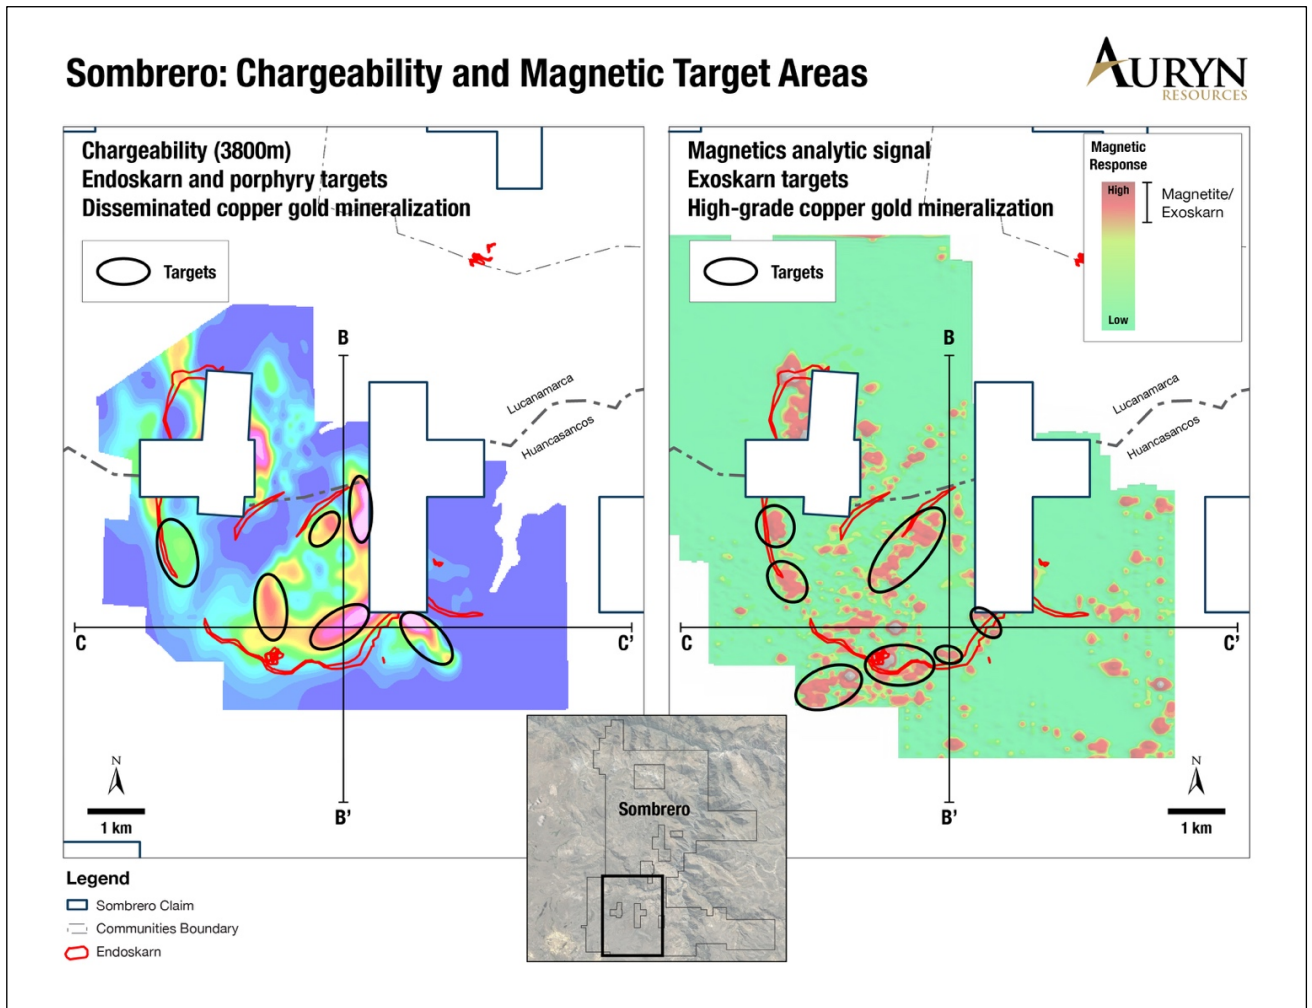 Sombrero: Chargeability and Magnetic Target Areas
AURYN
RESOURCES
Chargeability (3800m)
Endoskarn and porphyry targets
Disseminated copper gold mineralization
Targets
B
Lucanamarca
Huancasancos
C
C'
B'
N
1 km
Magnetics analytic signal
Exoskarn targets
High-grade copper gold mineralization
Targets
Magnetic
Response
High
Magnetite/
Exoskarn
Low
B
Lucanamarca
Huancasancos
C
C'
B'
N
1 km
Sombrero
Legend
Sombrero Claim
Communities Boundary
Endoskarn